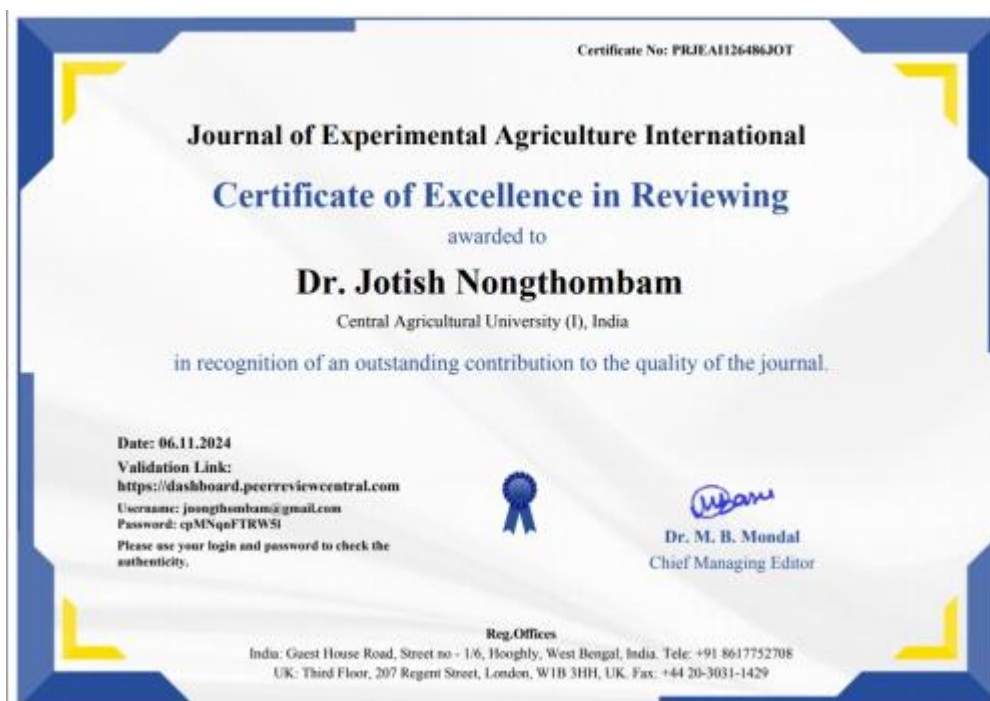 Certificate No: PRJEAI126486JOT
Journal of Experimental Agriculture International
Certificate of Excellence in Reviewing
awarded to
Dr. Jotish Nongthombam
Central Agricultural University (I), India
in recognition of an outstanding contribution to the quality of the journal.
Date: 06.11.2024
Validation Link:
https://dashboard.peerreviewcentral.com
Username: jnongthombam@gmail.com
Password:
Please use your login and password to check the
authenticity.
Dr. M. B. Mondal
Chief Managing Editor
Reg.Offices
India: Guest House Road, Street no - 1/6, Hooghly, West Bengal, India. Tele: +91 8617752708
UK: Third Floor, 207 Regent Street, London, W1B 3HH, UK. Fax: +44 20-3031-1429